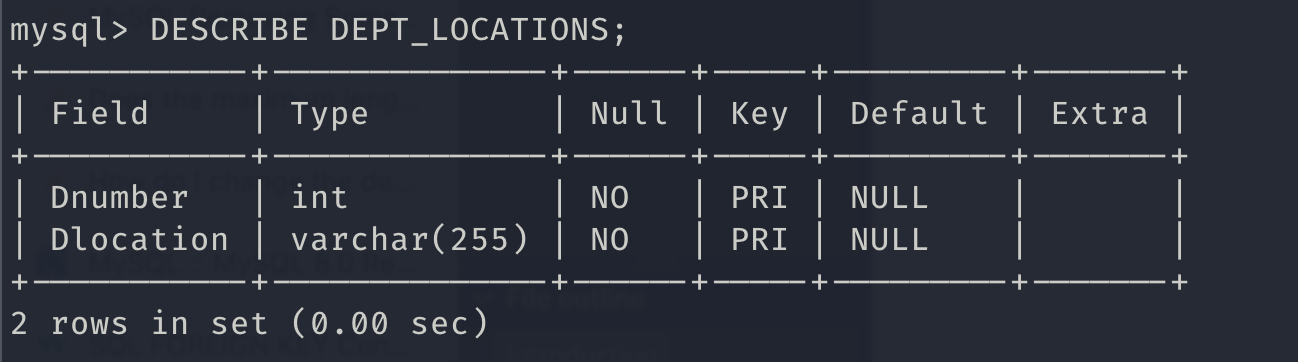 mysql> DESCRIBE DEPT_LOCATIONS;
+-----------+--------------+------+-----+---------+-------+
| Field     | Type         | Null | Key | Default | Extra |
+-----------+--------------+------+-----+---------+-------+
| Dnumber   | int          | NO   | PRI | NULL    |       |
| Dlocation | varchar(255) | NO   | PRI | NULL    |       |
+-----------+--------------+------+-----+---------+-------+
2 rows in set (0.00 sec)